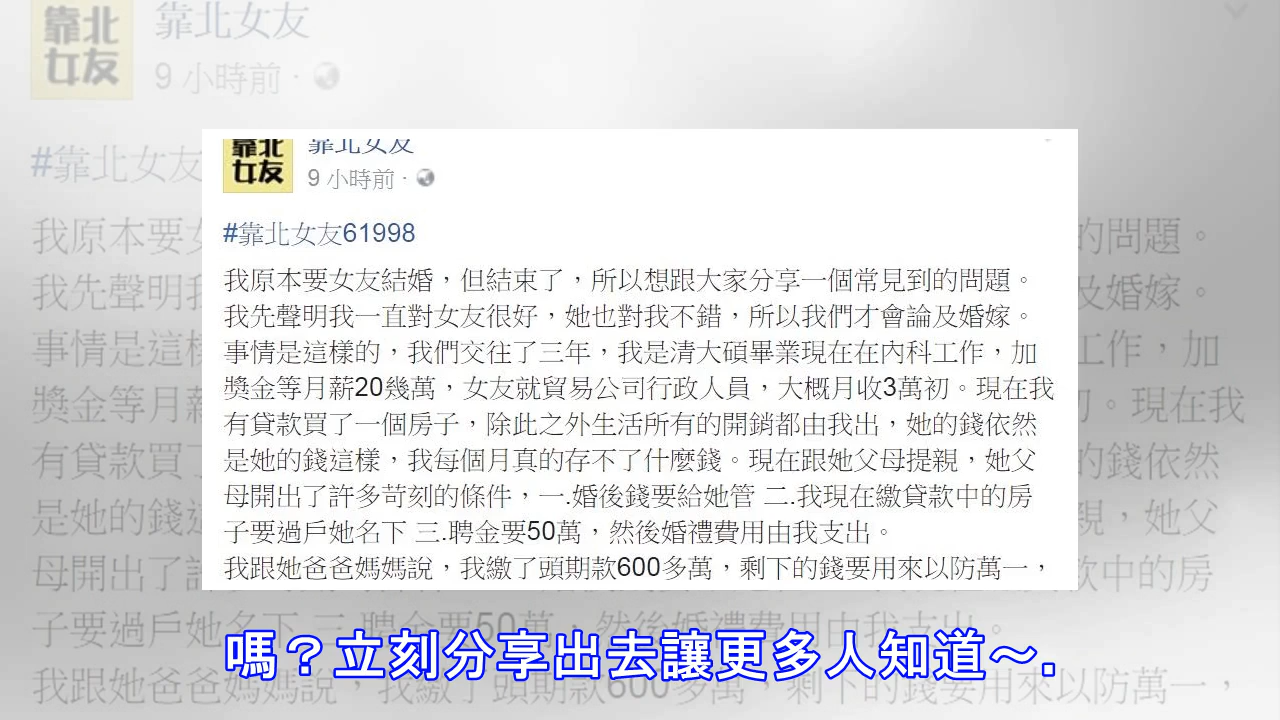 靠北女友
9 小時前 ·
靠北女友
靠北女友
9 小時前 ·
#靠北女友61998
我原本要女友結婚，但結束了，所以想跟大家分享一個常見到的問題。
我先聲明我一直對女友很好，她也對我不錯，所以我們才會論及婚嫁。
事情是這樣的，我們交往了三年，我是清大碩畢業現在在內科工作，加
獎金等月薪20幾萬，女友就貿易公司行政人員，大概月收3萬初。現在我
有貸款買了一個房子，除此之外生活所有的開銷都由我出，她的錢依然
是她的錢這樣，我每個月真的存不了什麼錢。現在跟她父母提親，她父
母開出了許多苛刻的條件，一.婚後錢要給她管 二.我現在繳貸款中的房
子要過戶她名下 三.聘金要50萬，然後婚禮費用由我支出。
我跟她爸爸媽媽說，我繳了頭期款600多萬，剩下的錢要用來以防萬一，
嗎？立刻分享出去讓更多人知道～.